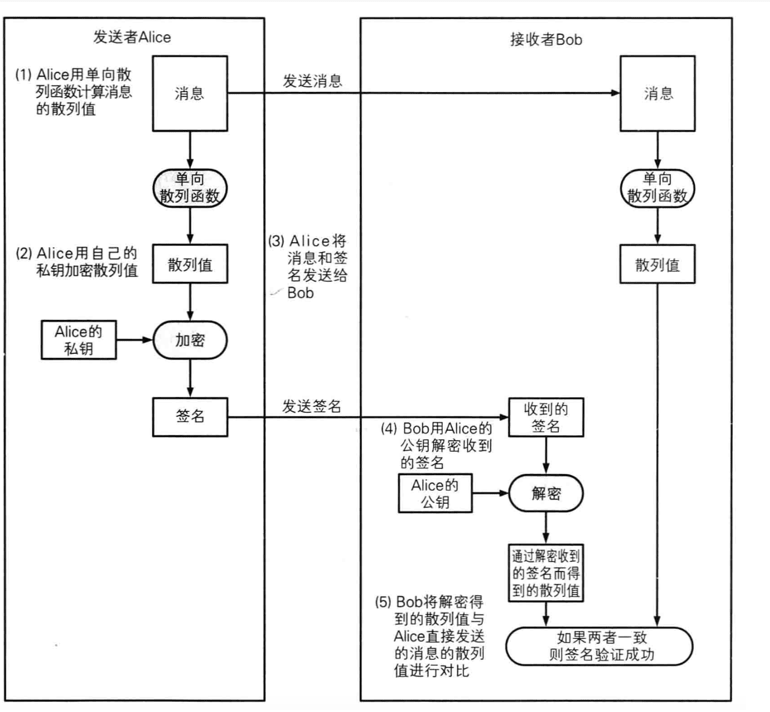 发送者Alice
接收者Bob
(1) Alice用单向散
列函数计算消息
的散列值
消息
发送消息
消息
单向
散列函数
单向
散列函数
(2) Alice用自己的
私钥加密散列值
散列值
(3) Alice将
消息和签
名发送给
Bob
散列值
Alice的
私钥
加密
签名
发送签名
收到的
签名
(4) Bob用Alice的
公钥解密收到
的签名
Alice的
公钥
解密
通过解密收到
的签名而得
到的散列值
(5) Bob将解密得
到的散列值与
Alice直接发送
的消息的散列
值进行对比
如果两者一致
则签名验证成功